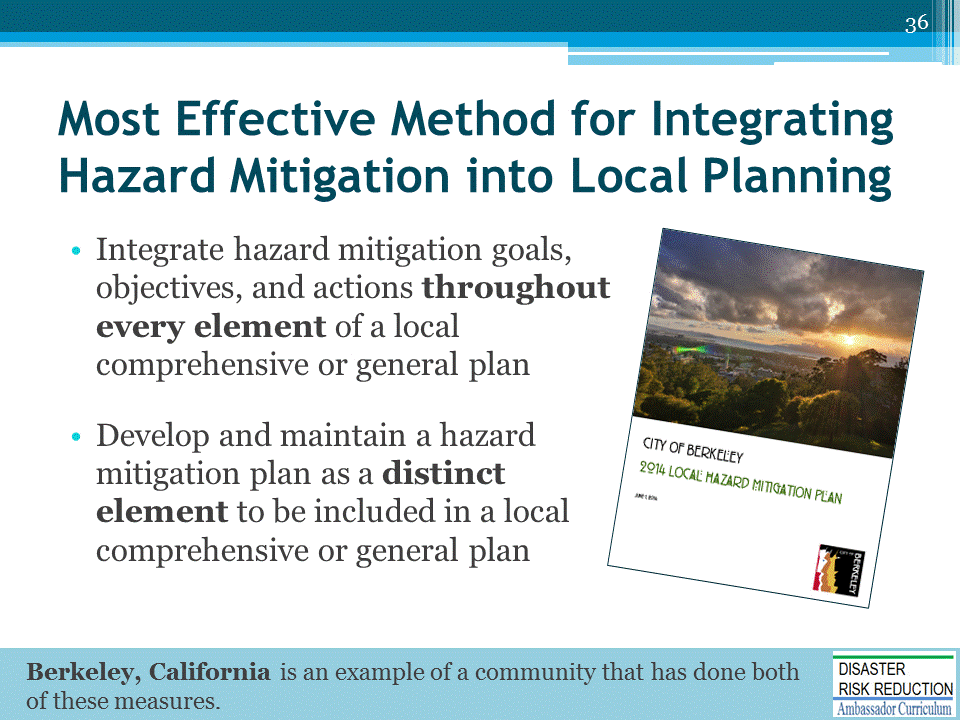 36
Most Effective Method for Integrating
Hazard Mitigation into Local Planning
• Integrate hazard mitigation goals,
objectives, and actions throughout
every element of a local
comprehensive or general plan
• Develop and maintain a hazard
mitigation plan as a distinct
element to be included in a local
comprehensive or general plan
CITY OF BERKELEY
2014 LOCAL HAZARD MITIGATION PLAN
JUNE 1, 2014
CITY OF
BERKELEY
Berkeley, California is an example of a community that has done both
of these measures.
DISASTER
RISK REDUCTION
Ambassador Curriculum